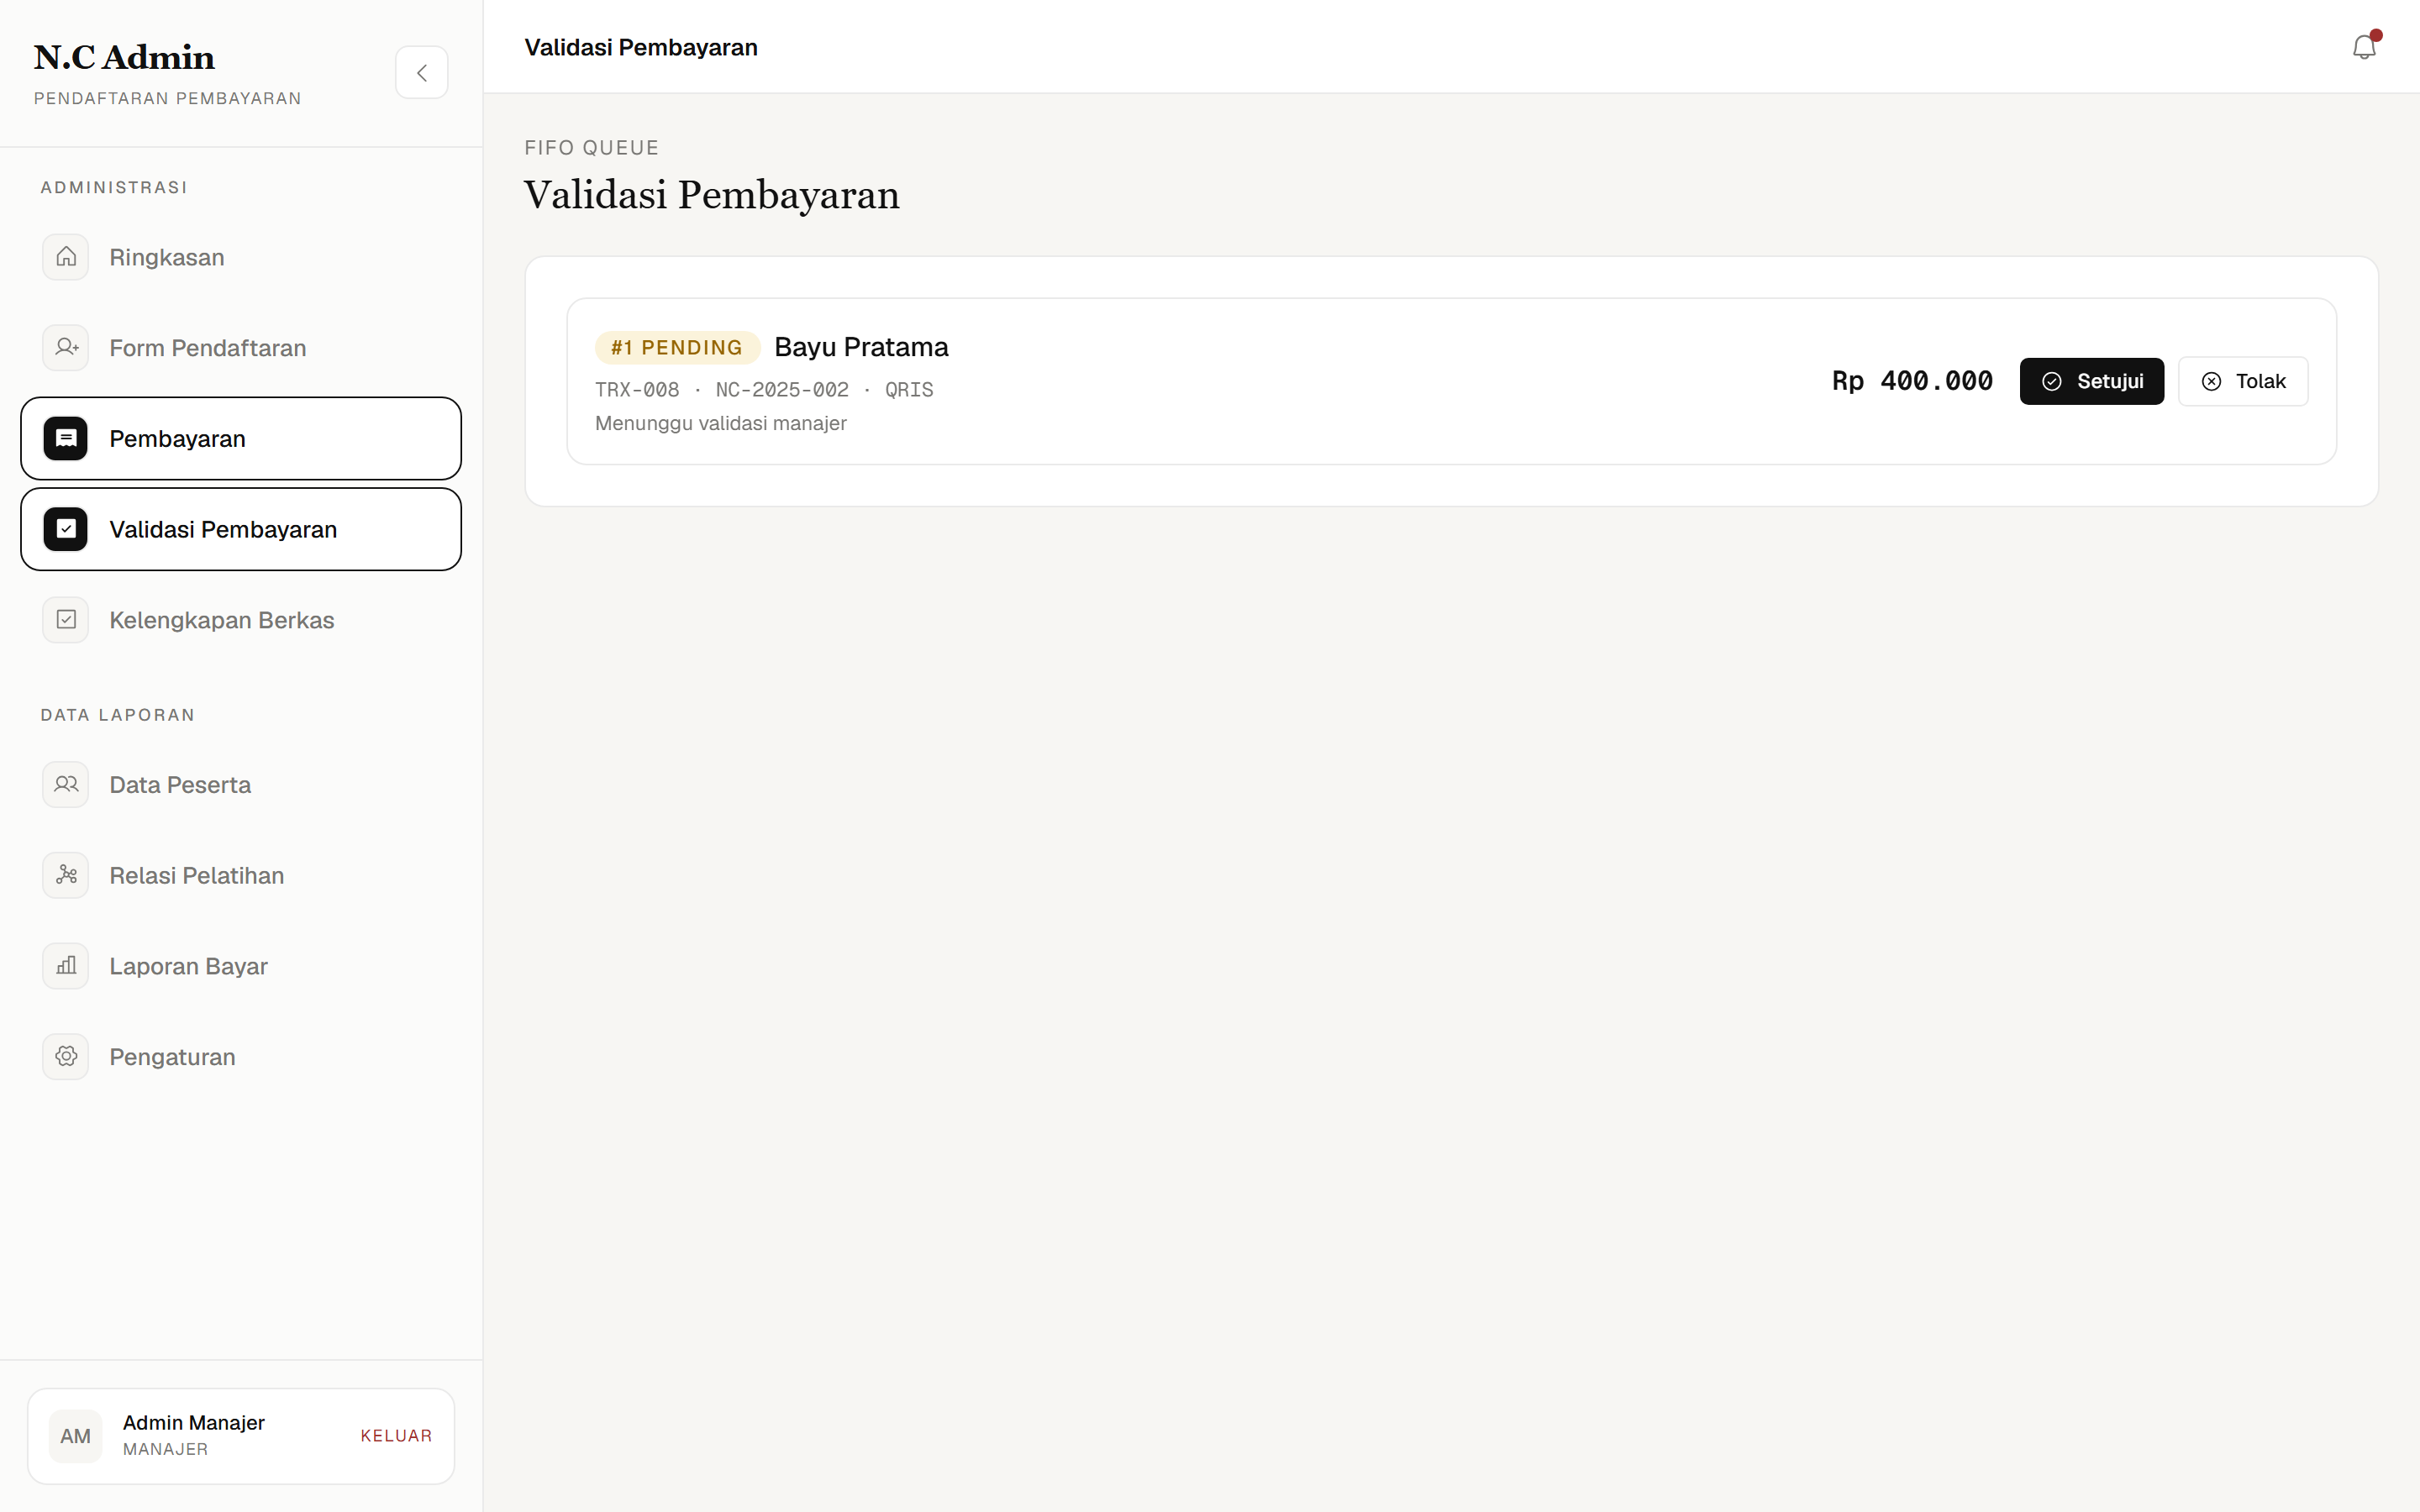 N.C Admin
PENDAFTARAN PEMBAYARAN
ADMINISTRASI
Ringkasan
Form Pendaftaran
Pembayaran
Validasi Pembayaran
Kelengkapan Berkas
DATA LAPORAN
Data Peserta
Relasi Pelatihan
Laporan Bayar
Pengaturan
AM
Admin Manajer
MANAJER
KELUAR
Validasi Pembayaran
FIFO QUEUE
Validasi Pembayaran
#1 PENDING Bayu Pratama
TRX-008 · NC-2025-002 · QRIS
Menunggu validasi manajer
Rp 400.000
Setujui
Tolak